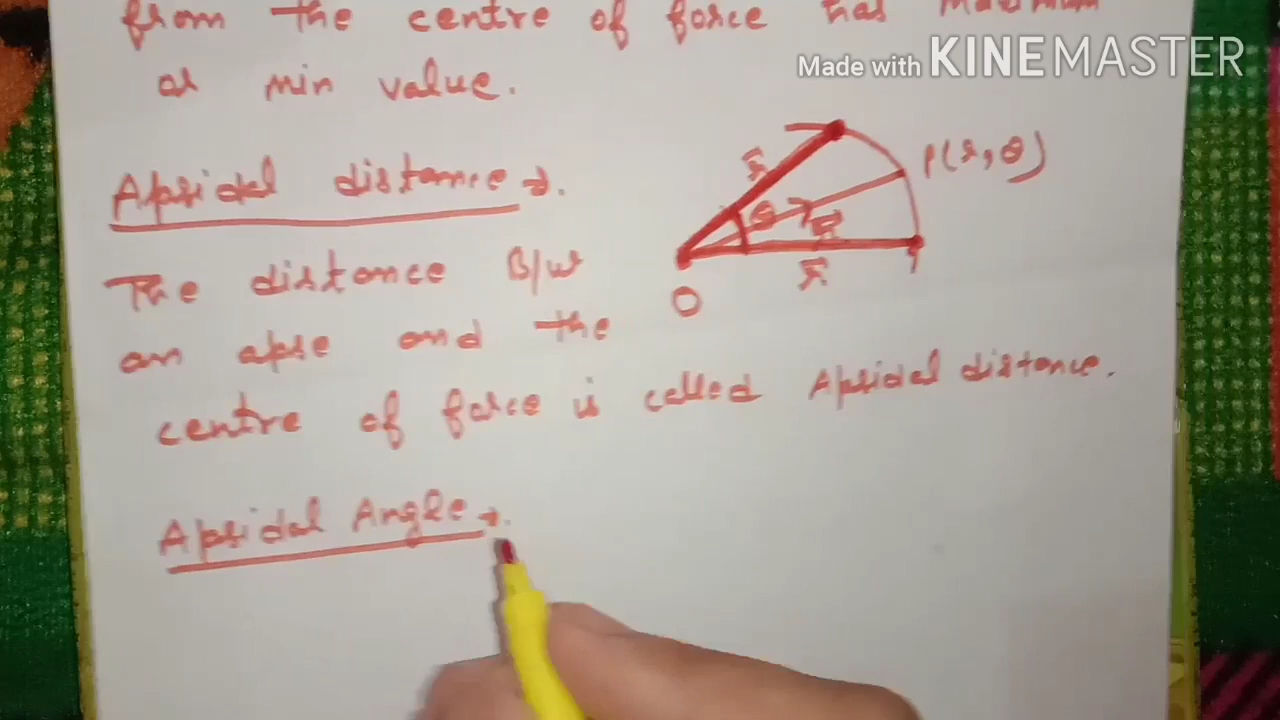 from the centre of force has Maximum
Made with KINEMASTER
or min value.
Apsidal distance →.
P(r, θ)
θ
O
The distance B/w
an apse and the
centre of force is called Apsidal distance.
Apsidal Angle →.